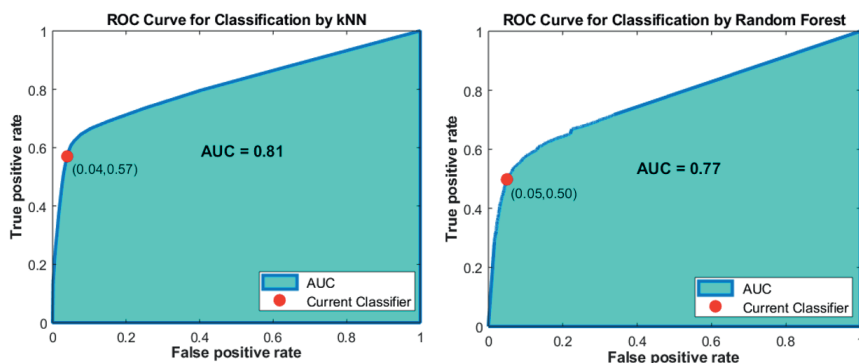 ROC Curve for Classification by kNN
True positive rate
1
0.8
0.6
0.4
0.2
0
AUC = 0.81
(0.04,0.57)
AUC
Current Classifier
0 0.2 0.4 0.6 0.8 1
False positive rate
ROC Curve for Classification by Random Forest
True positive rate
1
0.8
0.6
0.4
0.2
0
AUC = 0.77
(0.05,0.50)
AUC
Current Classifier
0 0.2 0.4 0.6 0.8
False positive rate